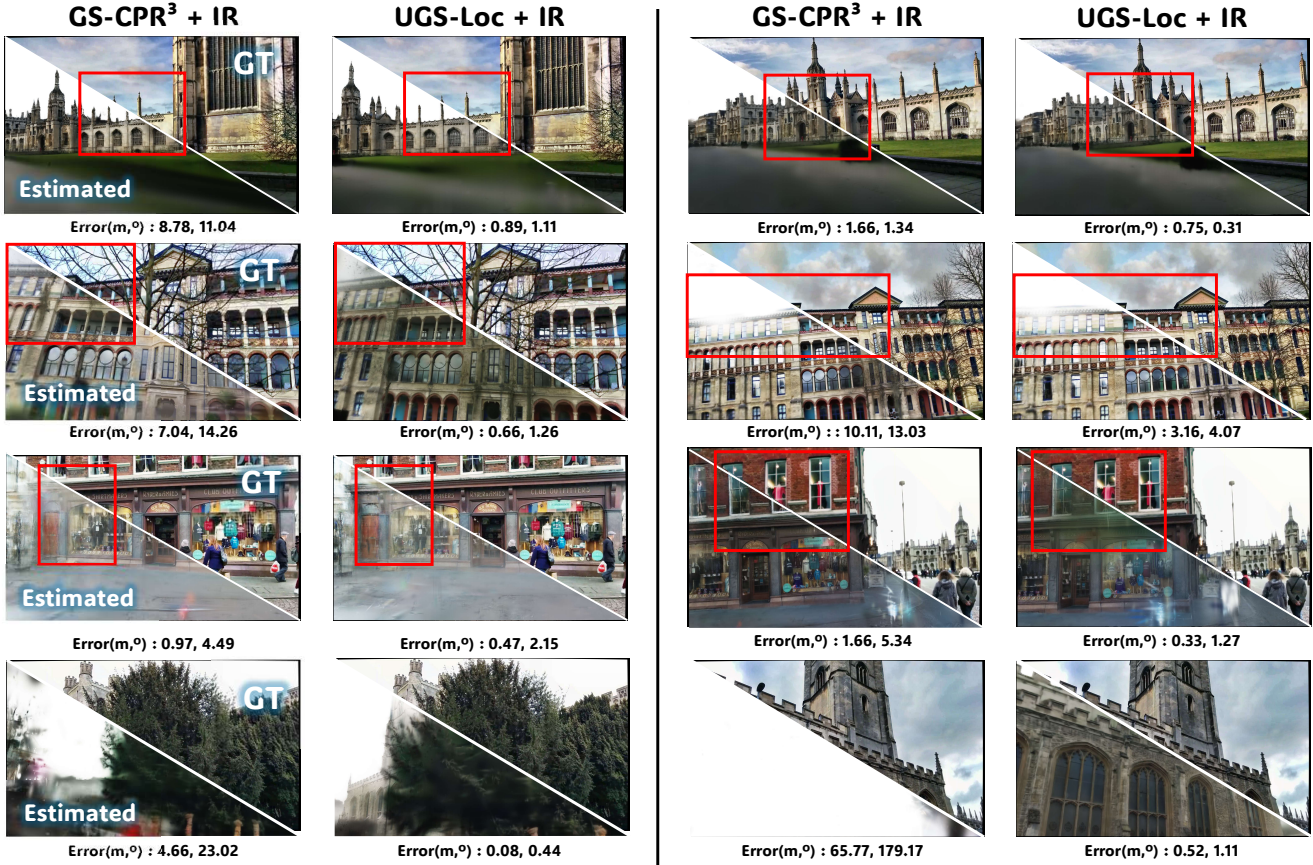 GS-CPR³ + IR UGS-Loc + IR GS-CPR³ + IR UGS-Loc + IR
GT
Estimated
Error(m,º) : 8.78, 11.04 Error(m,º) : 0.89, 1.11 Error(m,º) : 1.66, 1.34 Error(m,º) : 0.75, 0.31
GT
Estimated
Error(m,º) : 7.04, 14.26 Error(m,º) : 0.66, 1.26 Error(m,º) : : 10.11, 13.03 Error(m,º) : 3.16, 4.07
GT
CLUB OUTFITTERS CLUB OUTFITTERS
Estimated
Error(m,º) : 0.97, 4.49 Error(m,º) : 0.47, 2.15 Error(m,º) : 1.66, 5.34 Error(m,º) : 0.33, 1.27
GT
Estimated
Error(m,º) : 4.66, 23.02 Error(m,º) : 0.08, 0.44 Error(m,º) : 65.77, 179.17 Error(m,º) : 0.52, 1.11